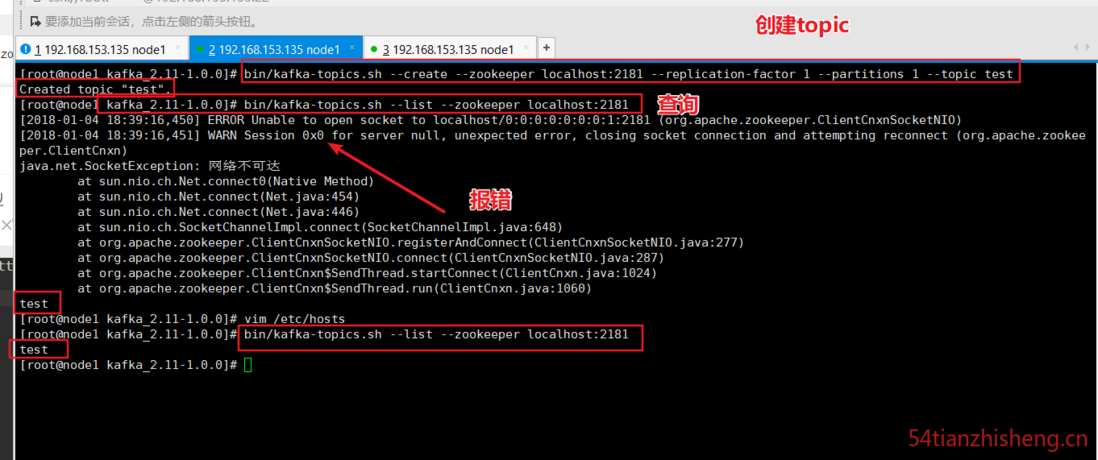 要添加当前会话，点击左侧的箭头按钮。
创建topic
1 192.168.153.135 node1
2 192.168.153.135 node1
3 192.168.153.135 node1
[root@node1 kafka_2.11-1.0.0]# bin/kafka-topics.sh --create --zookeeper localhost:2181 --replication-factor 1 --partitions 1 --topic test
Created topic "test".
[root@node1 kafka_2.11-1.0.0]# bin/kafka-topics.sh --list --zookeeper localhost:2181
查询
[2018-01-04 18:39:16,450] ERROR Unable to open socket to localhost/0:0:0:0:0:0:0:1:2181 (org.apache.zookeeper.ClientCnxnSocketNIO)
[2018-01-04 18:39:16,451] WARN Session 0x0 for server null, unexpected error, closing socket connection and attempting reconnect (org.apache.zookee
per.ClientCnxn)
java.net.SocketException: 网络不可达
at sun.nio.ch.Net.connect0(Native Method)
at sun.nio.ch.Net.connect(Net.java:454)
at sun.nio.ch.Net.connect(Net.java:446)
报错
at sun.nio.ch.SocketChannelImpl.connect(SocketChannelImpl.java:648)
at org.apache.zookeeper.ClientCnxnSocketNIO.registerAndConnect(ClientCnxnSocketNIO.java:277)
at org.apache.zookeeper.ClientCnxnSocketNIO.connect(ClientCnxnSocketNIO.java:287)
at org.apache.zookeeper.ClientCnxn$SendThread.startConnect(ClientCnxn.java:1024)
at org.apache.zookeeper.ClientCnxn$SendThread.run(ClientCnxn.java:1060)
test
[root@node1 kafka_2.11-1.0.0]# vim /etc/hosts
[root@node1 kafka_2.11-1.0.0]# bin/kafka-topics.sh --list --zookeeper localhost:2181
test
[root@node1 kafka_2.11-1.0.0]#
54tianzhisheng.cn